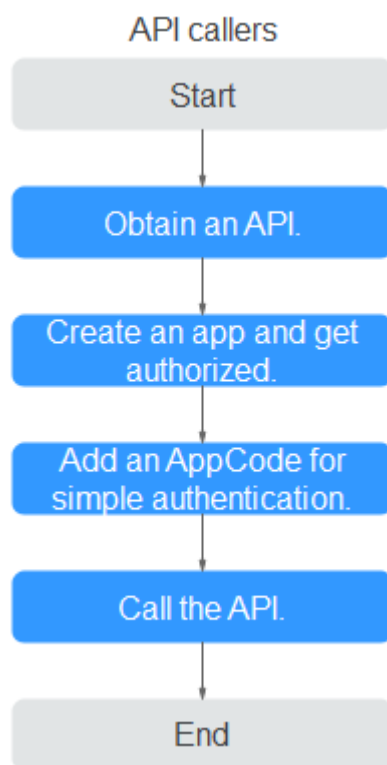 API callers
Start
Obtain an API.
Create an app and get
authorized.
Add an AppCode for
simple authentication.
Call the API.
End